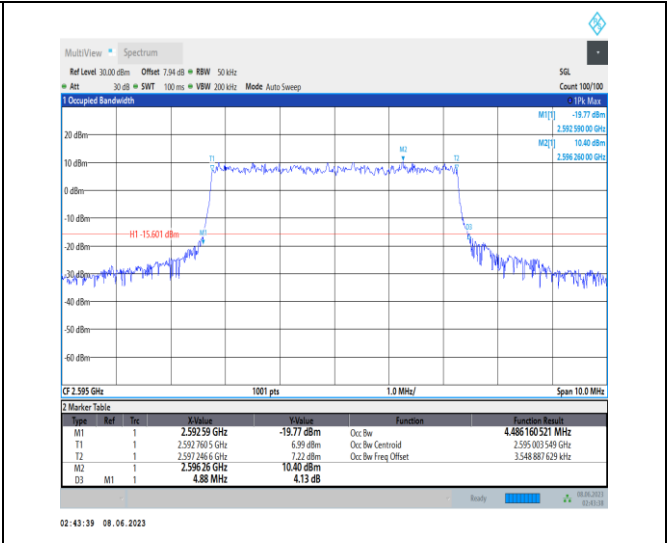 MultiView Spectrum
Ref Level 30.00 dBm Offset 7.94 dB RBW 50 kHz SGL
Att 30 dB SWT 100 ms VBW 200 kHz Mode Auto Sweep Count 100/100
1 Occupied Bandwidth 1Pk Max
M1[1] -19.77 dBm
2.592 590 00 GHz
20 dBm
M2[1] 10.40 dBm
2.596 260 00 GHz
M2
T1 T2
10 dBm
0 dBm
-10 dBm
H1 -15.601 dBm M1 D3
-20 dBm
-30 dBm
-40 dBm
-50 dBm
-60 dBm
CF 2.595 GHz 1001 pts 1.0 MHz/ Span 10.0 MHz
2 Marker Table
Type Ref Trc X-Value Y-Value Function Function Result
M1 1 2.592 59 GHz -19.77 dBm Occ Bw 4.486 160 521 MHz
T1 1 2.592 760 5 GHz 6.99 dBm Occ Bw Centroid 2.595 003 549 GHz
T2 1 2.597 246 6 GHz 7.22 dBm Occ Bw Freq Offset 3.548 887 629 kHz
M2 1 2.596 26 GHz 10.40 dBm
D3 M1 1 4.88 MHz 4.13 dB
Ready 08.06.2023
02:43:38
02:43:39 08.06.2023